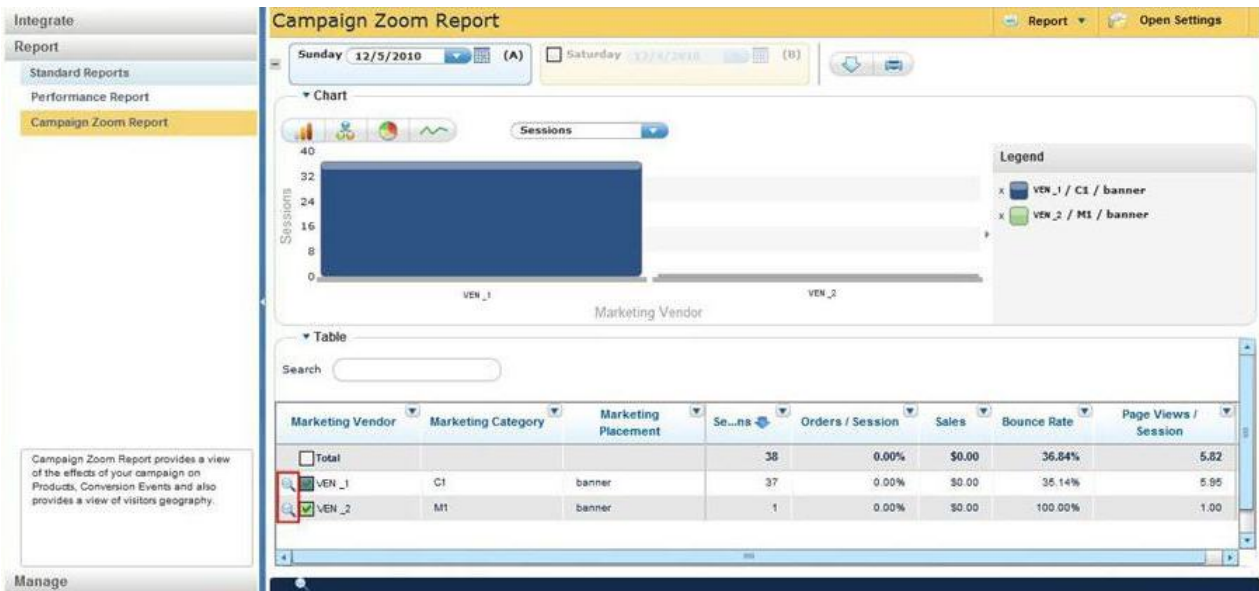 Integrate
Report
Standard Reports
Performance Report
Campaign Zoom Report
Campaign Zoom Report provides a view
of the effects of your campaign on
Products, Conversion Events and also
provides a view of visitors geography.
Manage
Campaign Zoom Report
Report
Open Settings
Sunday 12/5/2010 (A)
Saturday 12/4/2010 (B)
Chart
Sessions
40
32
24
16
8
0
Sessions
VEN_1
VEN_2
Marketing Vendor
Legend
x VEN_1 / C1 / banner
x VEN_2 / M1 / banner
Table
Search
Marketing Vendor Marketing Category Marketing Placement Se...ns Orders / Session Sales Bounce Rate Page Views / Session
Total 38 0.00% $0.00 36.84% 5.82
VEN_1 C1 banner 37 0.00% $0.00 35.14% 5.95
VEN_2 M1 banner 1 0.00% $0.00 100.00% 1.00